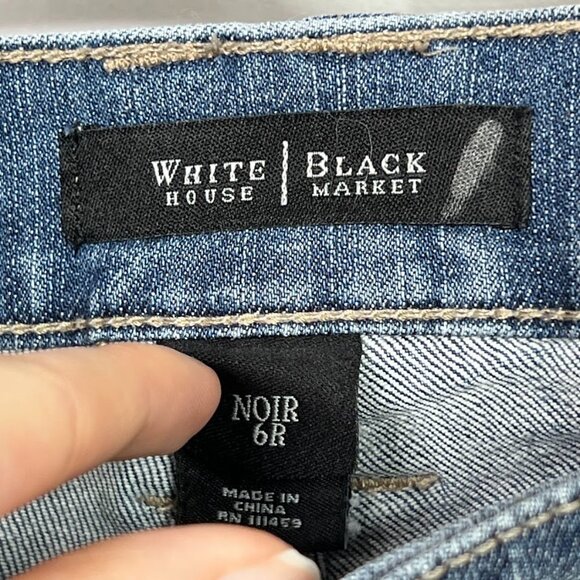 WHITE | BLACK
HOUSE MARKET
NOIR
6R
MADE IN
CHINA
RN 111459